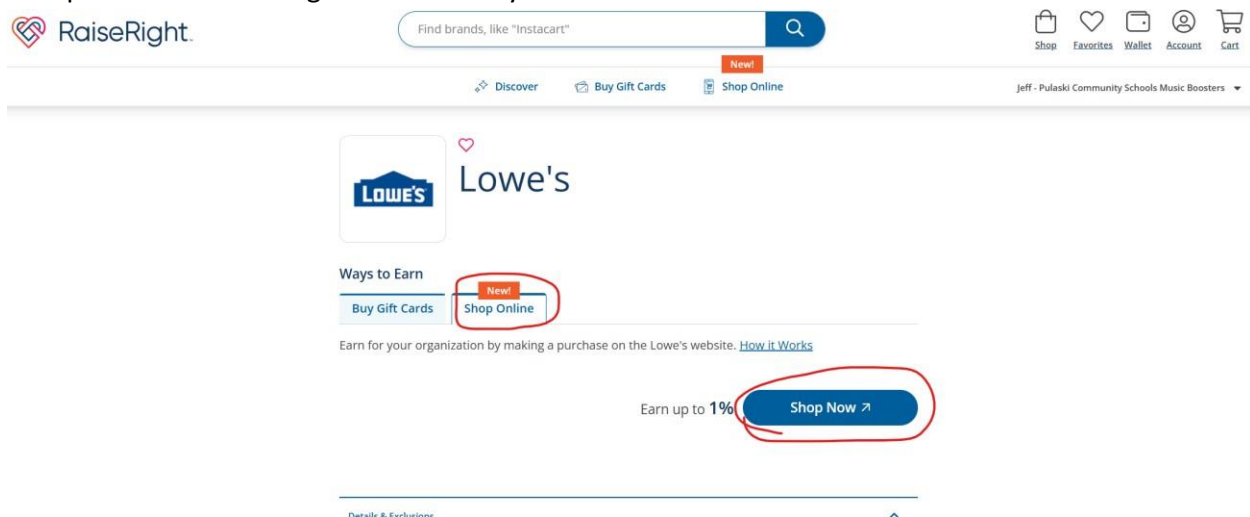 RaiseRight.
Find brands, like "Instacart"
Shop Favorites Wallet Account Cart
New!
Discover Buy Gift Cards Shop Online
Jeff - Pulaski Community Schools Music Boosters
LOWE'S
Lowe's
Ways to Earn
New!
Buy Gift Cards Shop Online
Earn for your organization by making a purchase on the Lowe's website. How it Works
Earn up to 1% Shop Now
Details & Exclusions